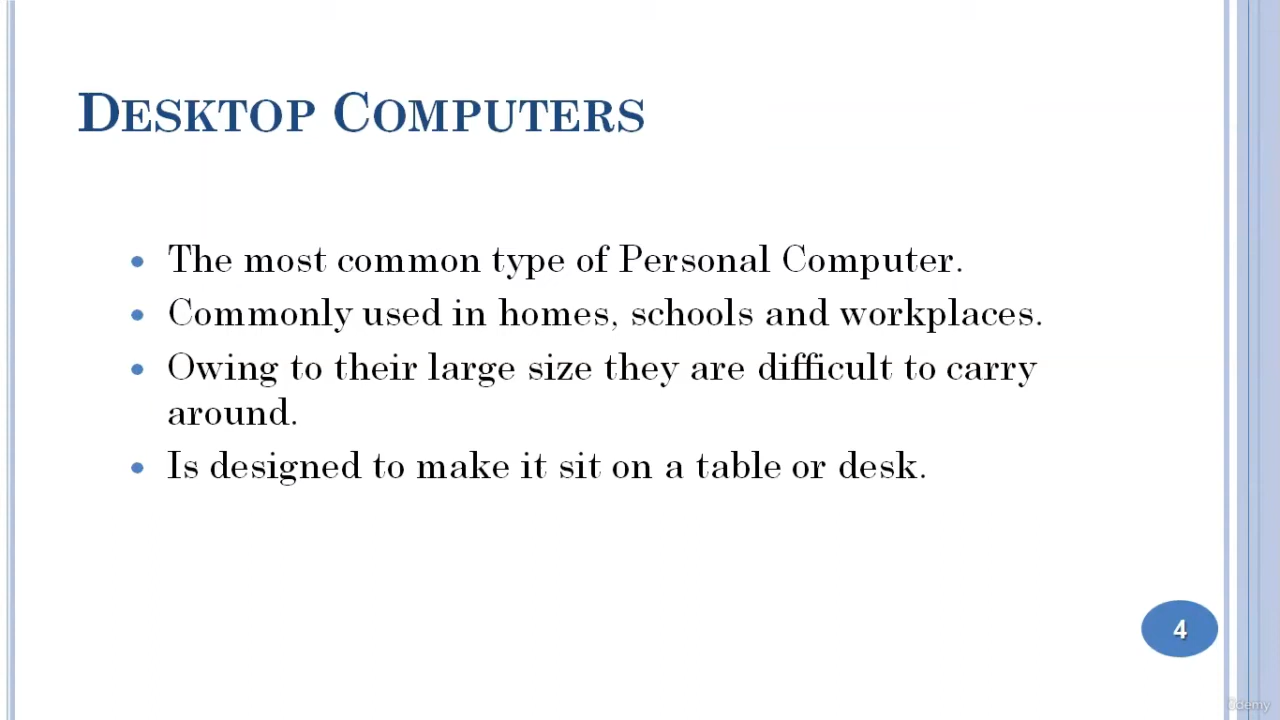 DESKTOP COMPUTERS
• The most common type of Personal Computer.
• Commonly used in homes, schools and workplaces.
• Owing to their large size they are difficult to carry
around.
• Is designed to make it sit on a table or desk.
4
Udemy